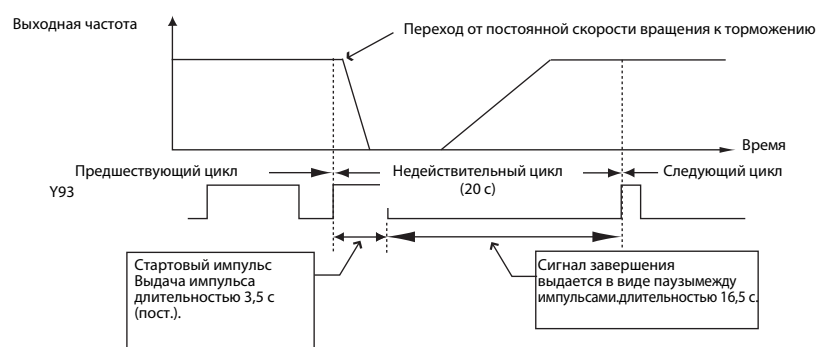 Выходная частота
Переход от постоянной скорости вращения к торможению
Время
Предшествующий цикл
Недействительный цикл
(20 с)
Следующий цикл
Y93
Стартовый импульс
Выдача импульса
длительностью 3,5 с
(пост.).
Сигнал завершения
выдается в виде паузымежду
импульсами.длительностью 16,5 с.